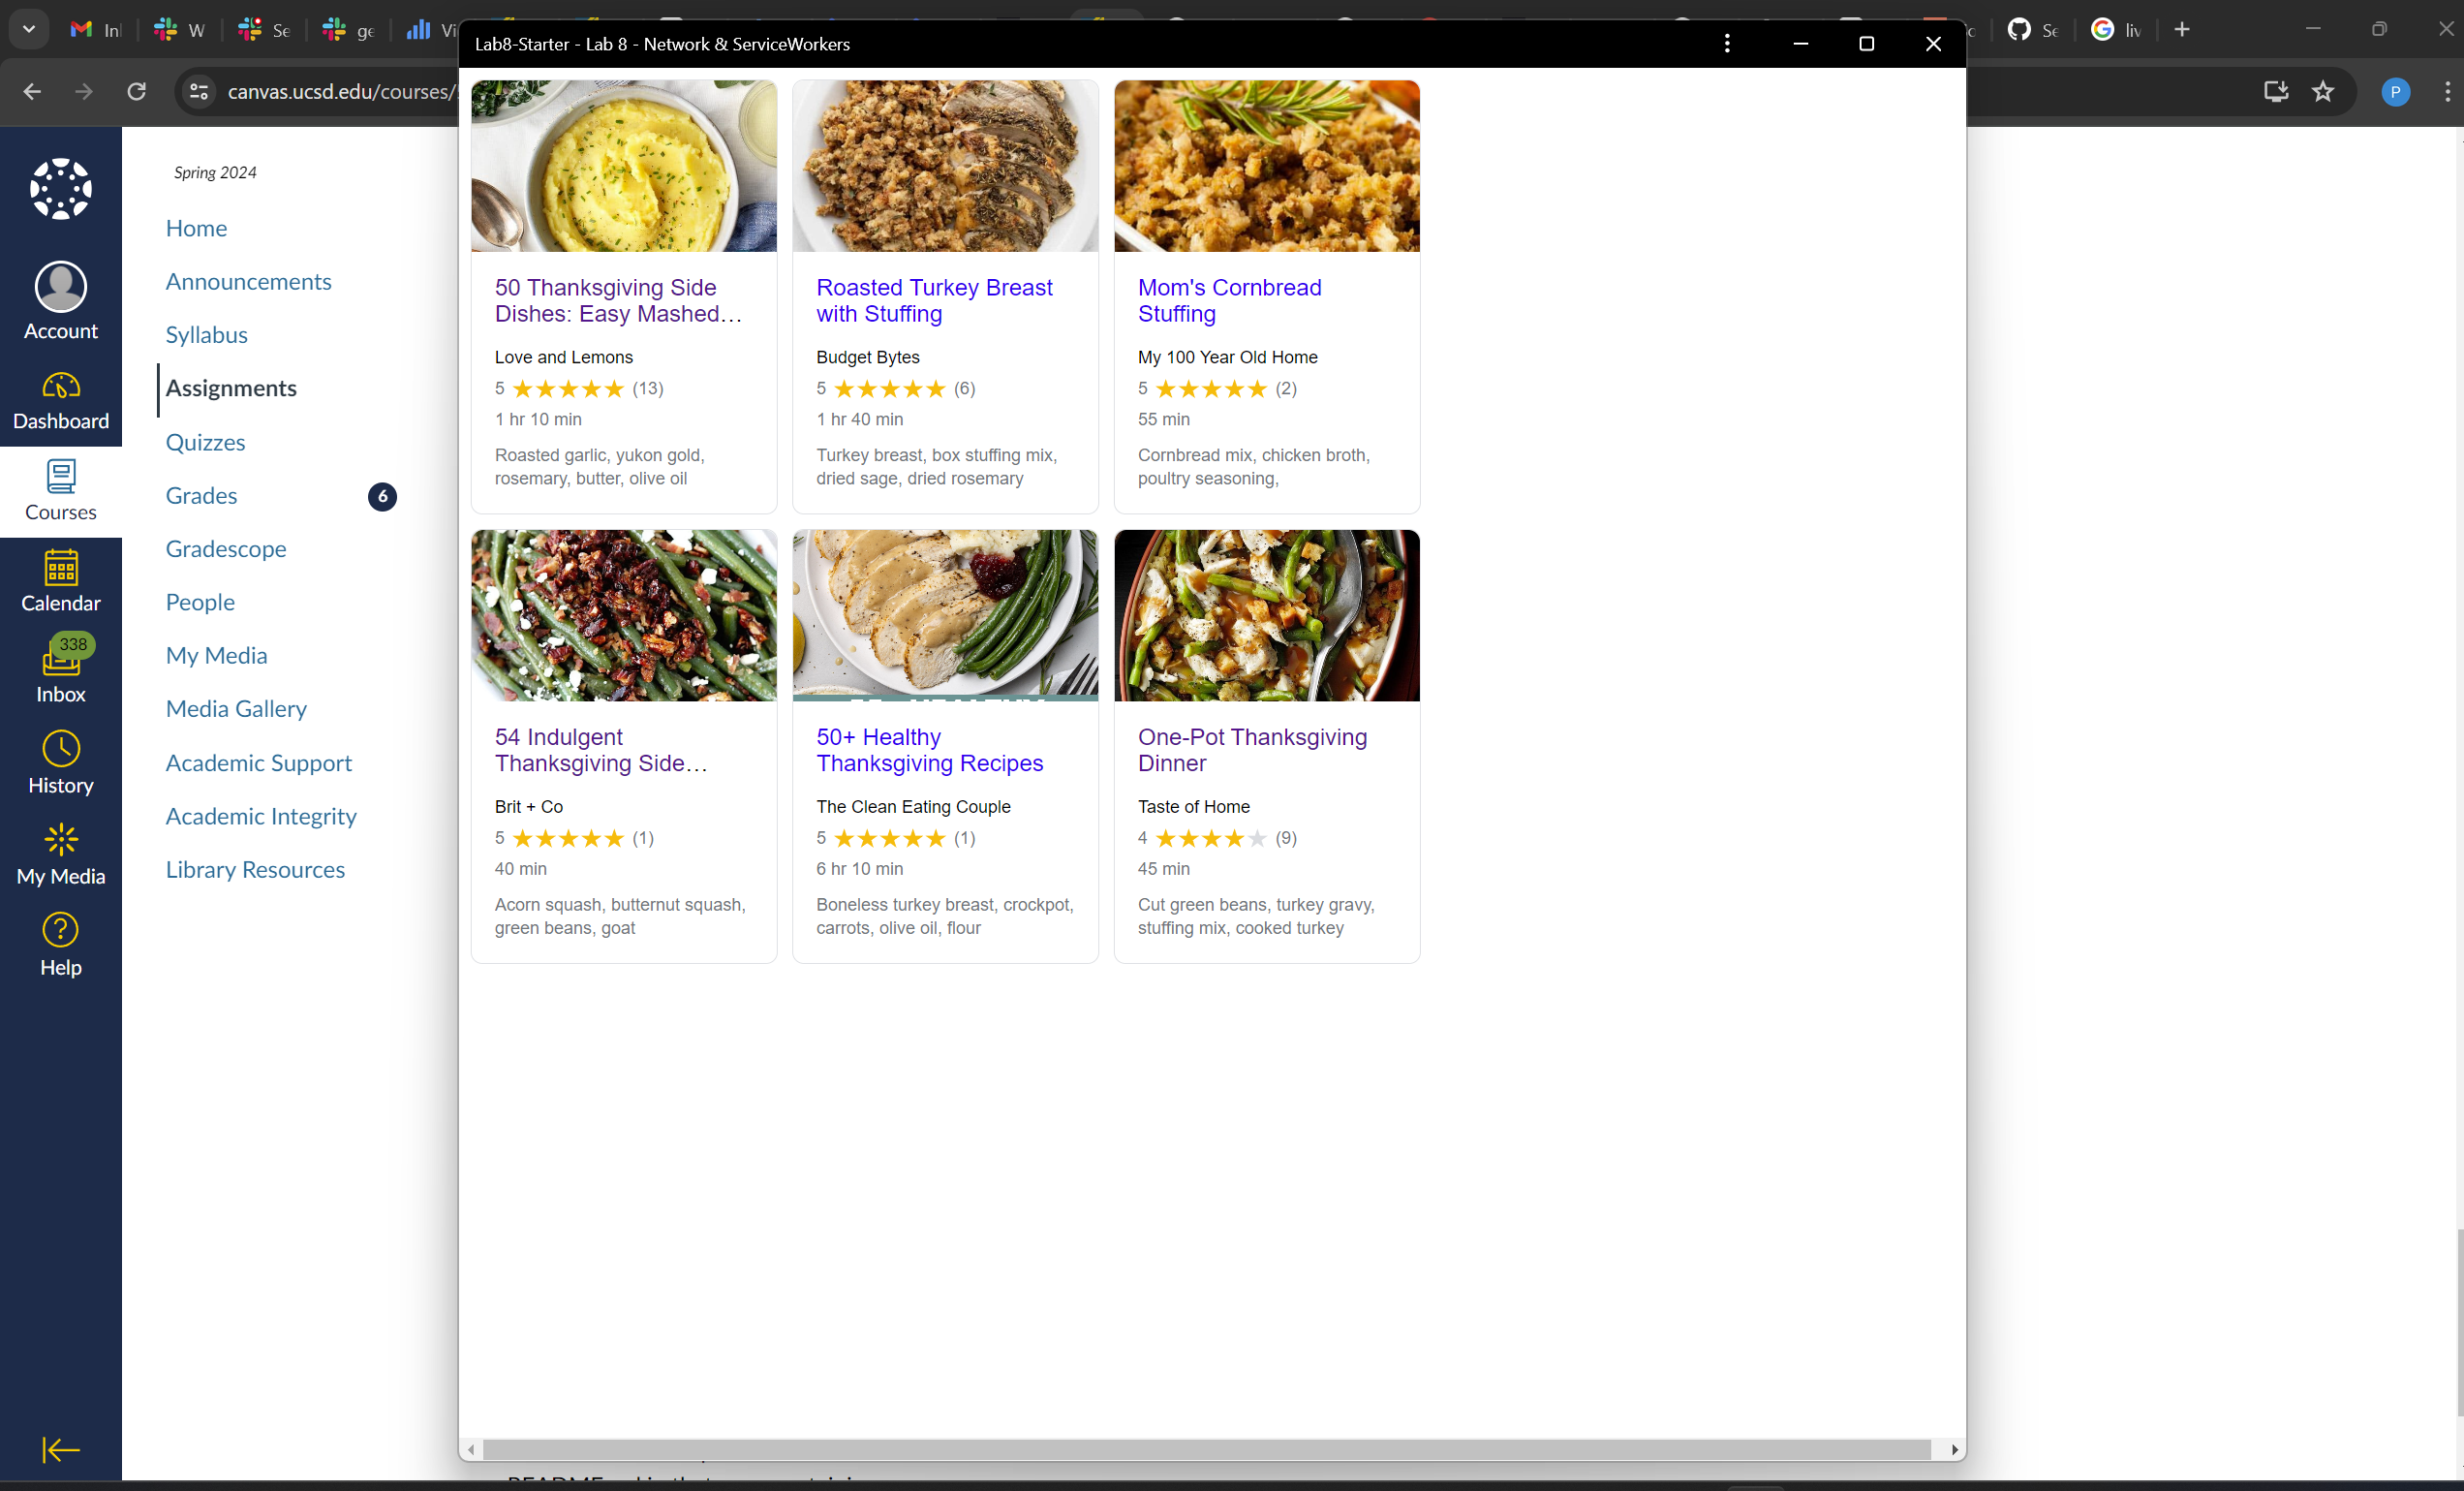 In
W
Se
ge
Vi
Se
liv
canvas.ucsd.edu/courses/
P
Account
Dashboard
Courses
Calendar
338
Inbox
History
My Media
Help
Spring 2024
Home
Announcements
Syllabus
Assignments
Quizzes
Grades
6
Gradescope
People
My Media
Media Gallery
Academic Support
Academic Integrity
Library Resources
Lab8-Starter - Lab 8 - Network & ServiceWorkers
50 Thanksgiving Side
Dishes: Easy Mashed...
Love and Lemons
5 (13)
1 hr 10 min
Roasted garlic, yukon gold,
rosemary, butter, olive oil
Roasted Turkey Breast
with Stuffing
Budget Bytes
5 (6)
1 hr 40 min
Turkey breast, box stuffing mix,
dried sage, dried rosemary
Mom's Cornbread
Stuffing
My 100 Year Old Home
5 (2)
55 min
Cornbread mix, chicken broth,
poultry seasoning,
54 Indulgent
Thanksgiving Side...
Brit + Co
5 (1)
40 min
Acorn squash, butternut squash,
green beans, goat
50+ Healthy
Thanksgiving Recipes
The Clean Eating Couple
5 (1)
6 hr 10 min
Boneless turkey breast, crockpot,
carrots, olive oil, flour
One-Pot Thanksgiving
Dinner
Taste of Home
4 (9)
45 min
Cut green beans, turkey gravy,
stuffing mix, cooked turkey